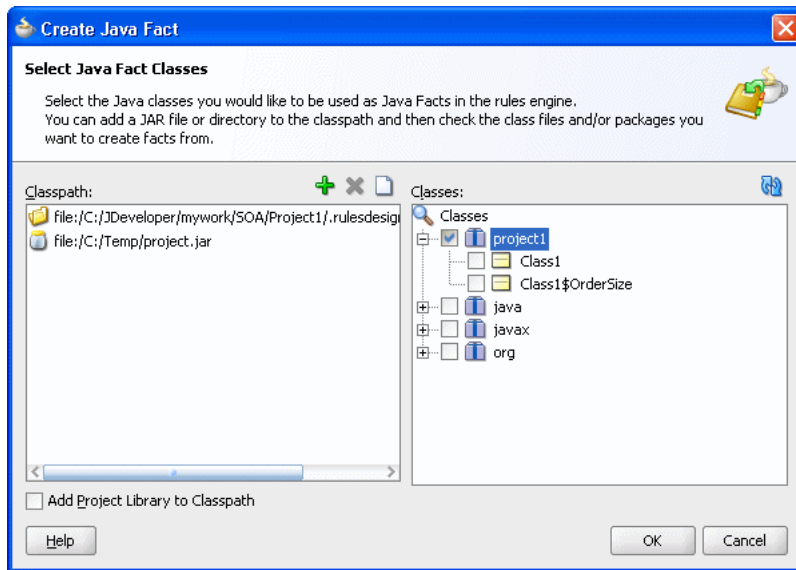 Create Java Fact
Select Java Fact Classes
Select the Java classes you would like to be used as Java Facts in the rules engine.
You can add a JAR file or directory to the classpath and then check the class files and/or packages you
want to create facts from.
Classpath:
Classes:
file:/C:/JDeveloper/mywork/SOA/Project1/.rulesdesig
file:/C:/Temp/project.jar
Classes
project1
Class1
Class1$OrderSize
java
javax
org
Add Project Library to Classpath
Help
OK
Cancel